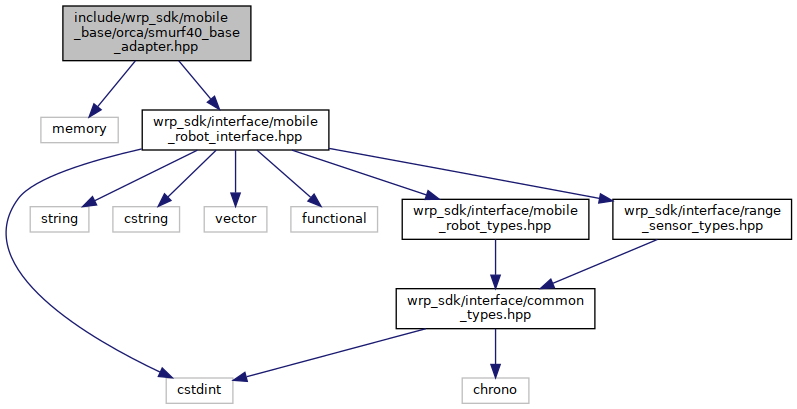 include/wrp_sdk/mobile
_base/orca/smurf40_base
_adapter.hpp
memory
wrp_sdk/interface/mobile
_robot_interface.hpp
string
cstring
vector
functional
wrp_sdk/interface/mobile
_robot_types.hpp
wrp_sdk/interface/range
_sensor_types.hpp
wrp_sdk/interface/common
_types.hpp
cstdint
chrono